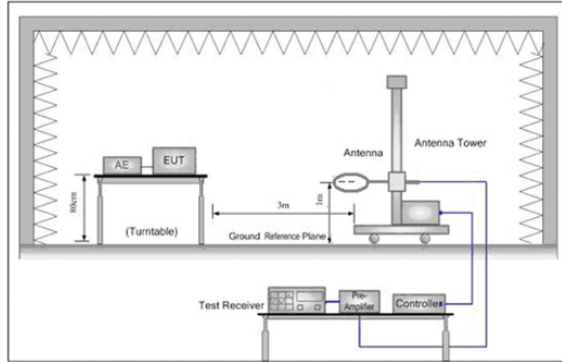 Antenna
Antenna Tower
AE
EUT
80cm
(Turntable)
3m
1m
Ground Reference Plane
Test Receiver
Pre-
Amplifier
Controller